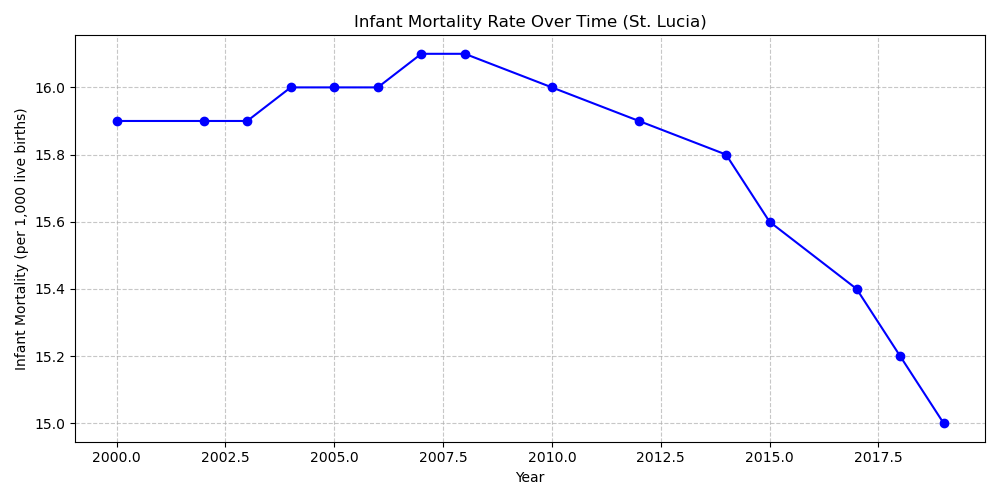 Infant Mortality Rate Over Time (St. Lucia)
Infant Mortality (per 1,000 live births)
16.0
15.8
15.6
15.4
15.2
15.0
2000.0 2002.5 2005.0 2007.5 2010.0 2012.5 2015.0 2017.5
Year